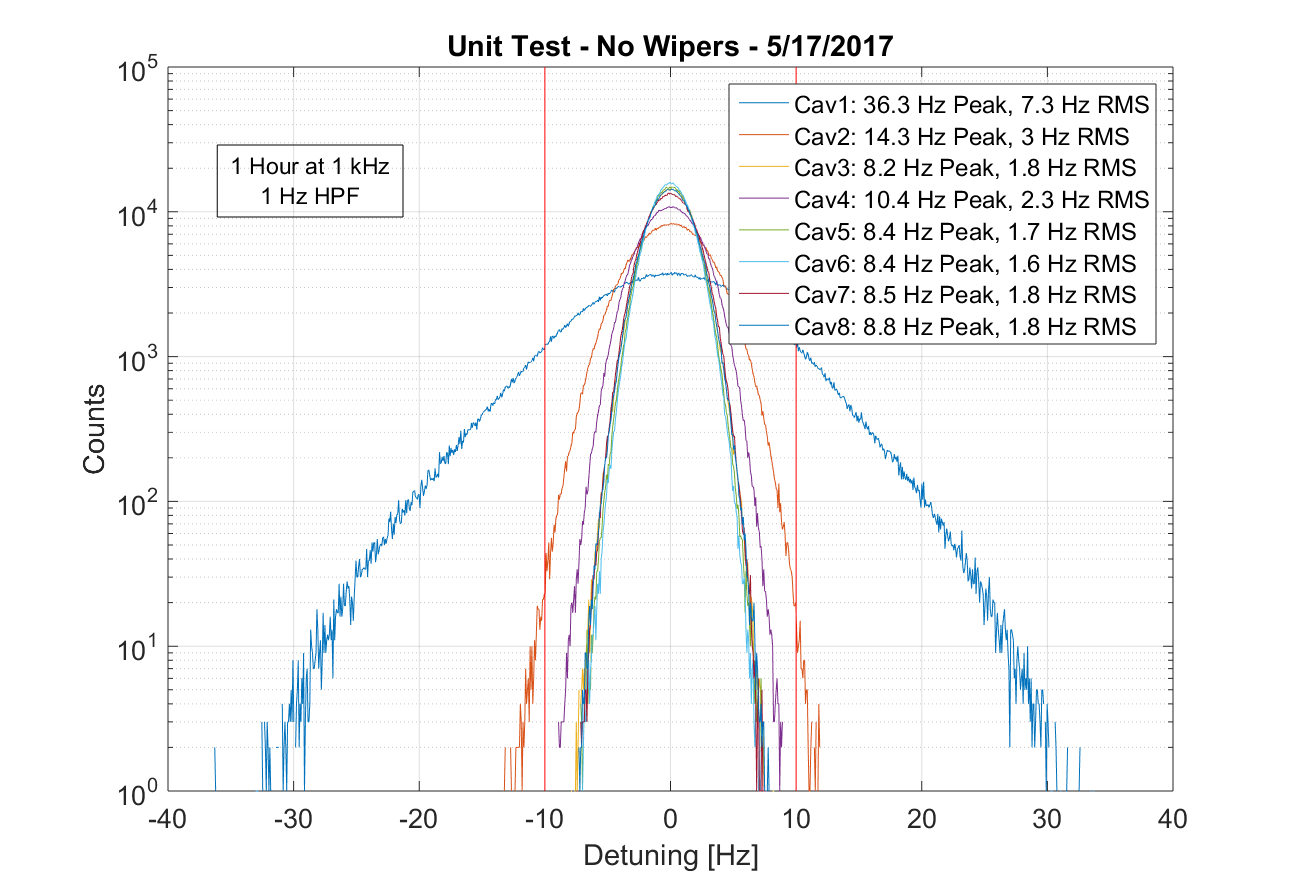 Unit Test - No Wipers - 5/17/2017
10^5
10^4
10^3
10^2
10^1
10^0
Counts
1 Hour at 1 kHz
1 Hz HPF
Cav1: 36.3 Hz Peak, 7.3 Hz RMS
Cav2: 14.3 Hz Peak, 3 Hz RMS
Cav3: 8.2 Hz Peak, 1.8 Hz RMS
Cav4: 10.4 Hz Peak, 2.3 Hz RMS
Cav5: 8.4 Hz Peak, 1.7 Hz RMS
Cav6: 8.4 Hz Peak, 1.6 Hz RMS
Cav7: 8.5 Hz Peak, 1.8 Hz RMS
Cav8: 8.8 Hz Peak, 1.8 Hz RMS
-40 -30 -20 -10 0 10 20 30 40
Detuning [Hz]